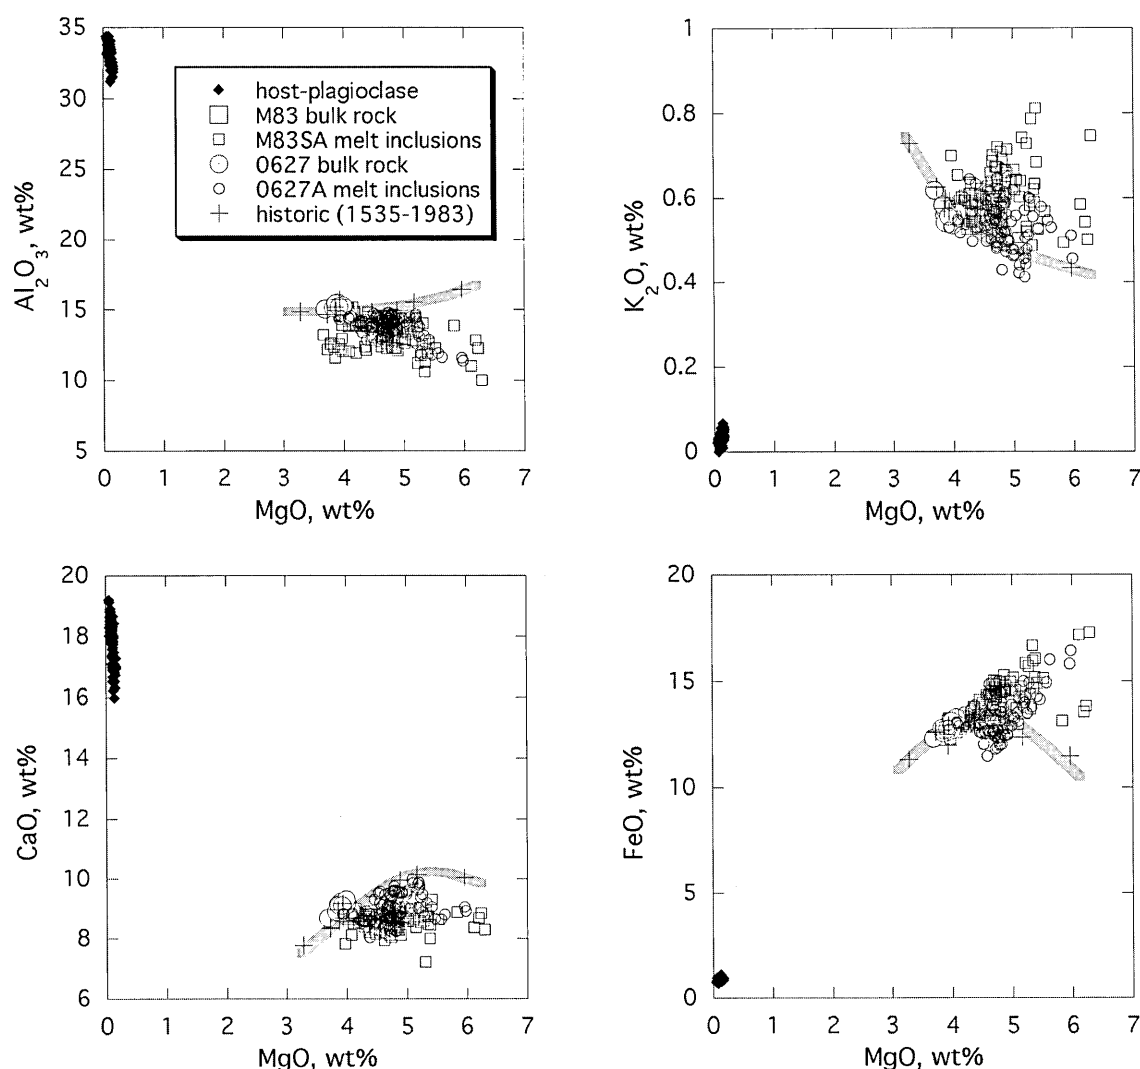 35
30
25
20
15
10
5
Al2O3, wt%
host-plagioclase
M83 bulk rock
M83SA melt inclusions
O627 bulk rock
O627A melt inclusions
historic (1535-1983)
0 1 2 3 4 5 6 7
MgO, wt%
1
0.8
0.6
0.4
0.2
0
K2O, wt%
0 1 2 3 4 5 6 7
MgO, wt%
20
18
16
14
12
10
8
6
CaO, wt%
0 1 2 3 4 5 6 7
MgO, wt%
20
15
10
5
0
FeO, wt%
0 1 2 3 4 5 6 7
MgO, wt%